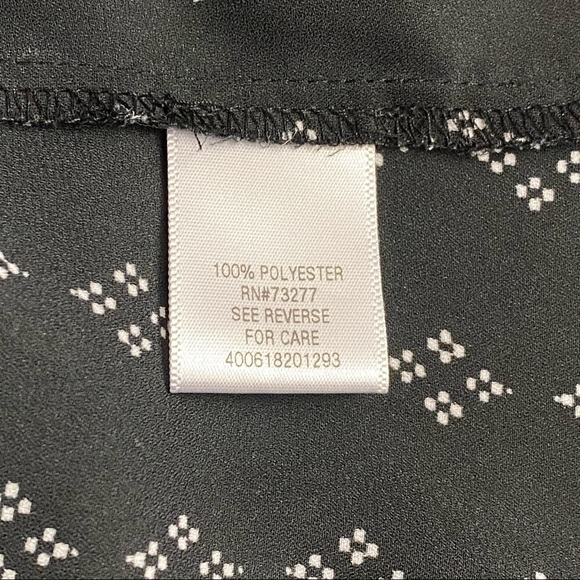 100% POLYESTER
RN#73277
SEE REVERSE
FOR CARE
400618201293